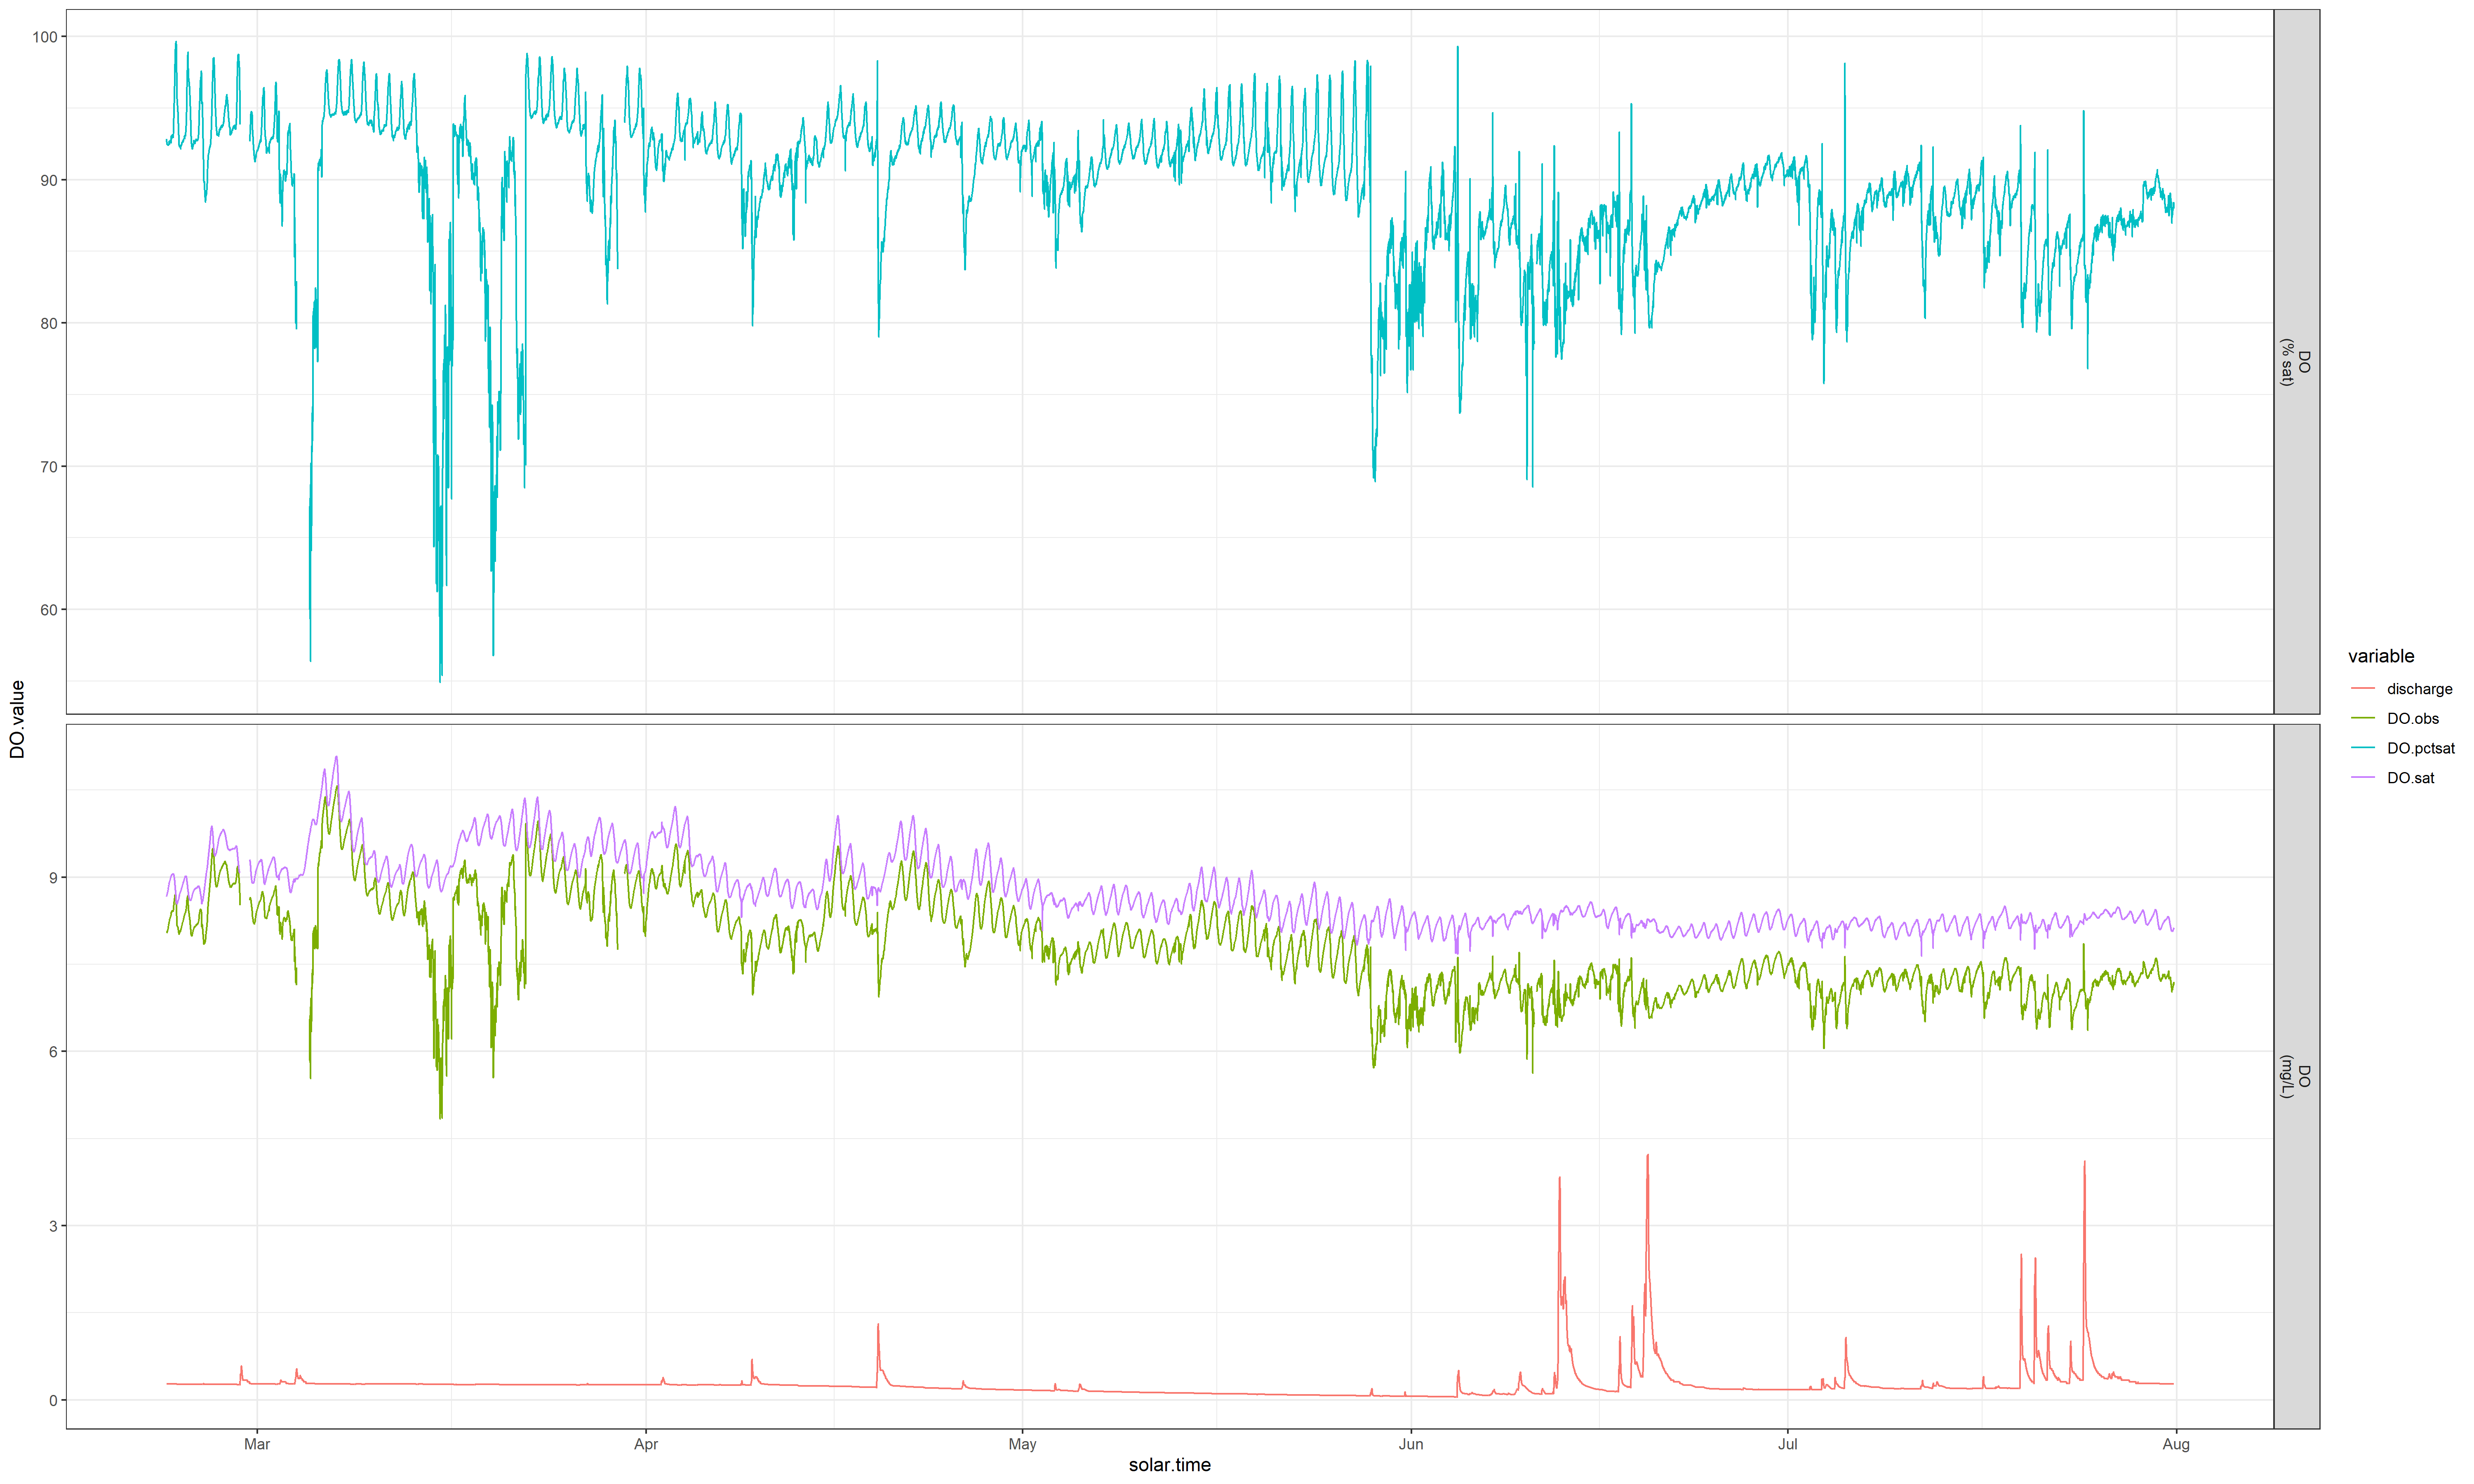 100
90
80
70
60
DO
(% sat)
DO.value
9
6
3
0
DO
(mg/L)
Mar
Apr
May
Jun
Jul
Aug
solar.time
variable
discharge
DO.obs
DO.pctsat
DO.sat